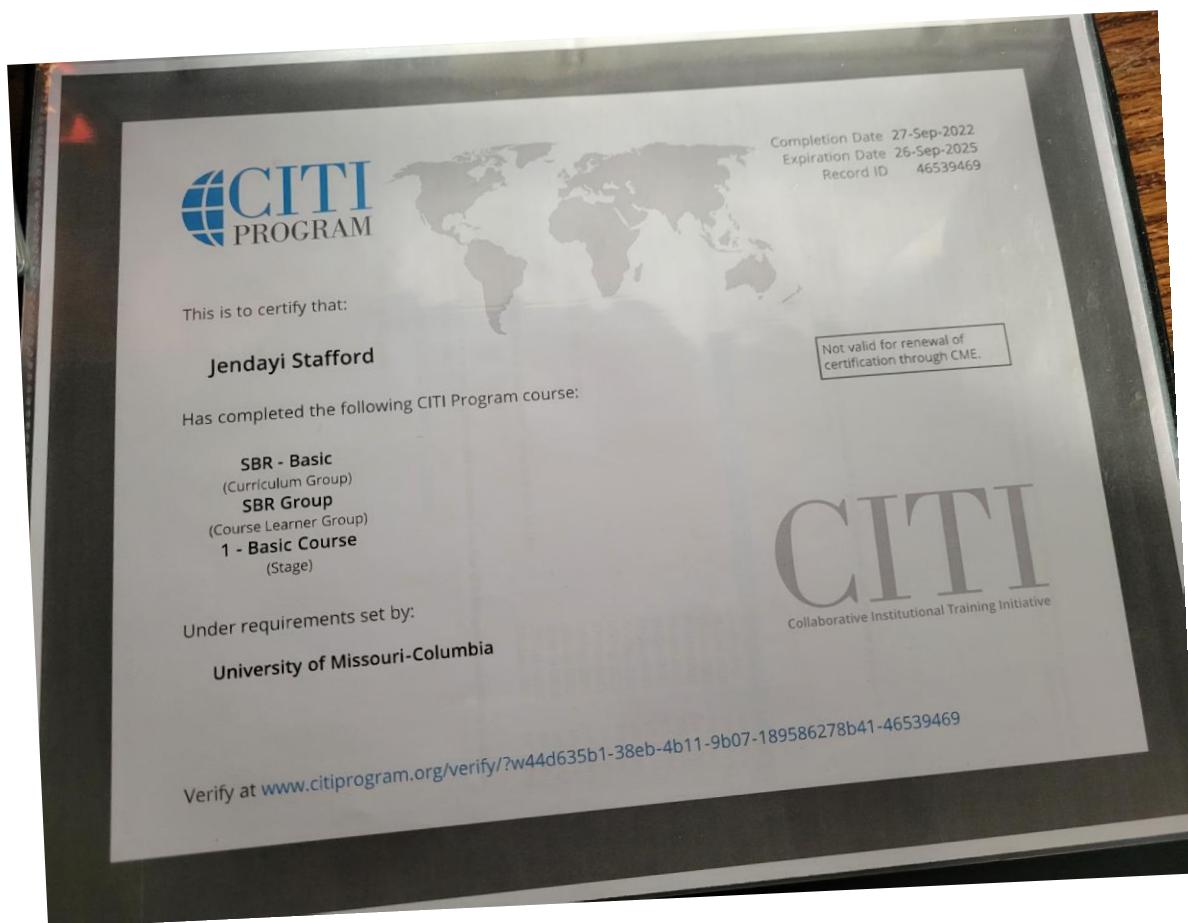 CITI
PROGRAM
Completion Date 27-Sep-2022
Expiration Date 26-Sep-2025
Record ID 46539469
This is to certify that:
Jendayi Stafford
Not valid for renewal of
certification through CME.
Has completed the following CITI Program course:
SBR - Basic
(Curriculum Group)
SBR Group
(Course Learner Group)
1 - Basic Course
(Stage)
Under requirements set by:
University of Missouri-Columbia
CITI
Collaborative Institutional Training Initiative
Verify at www.citiprogram.org/verify/?w44d635b1-38eb-4b11-9b07-189586278b41-46539469